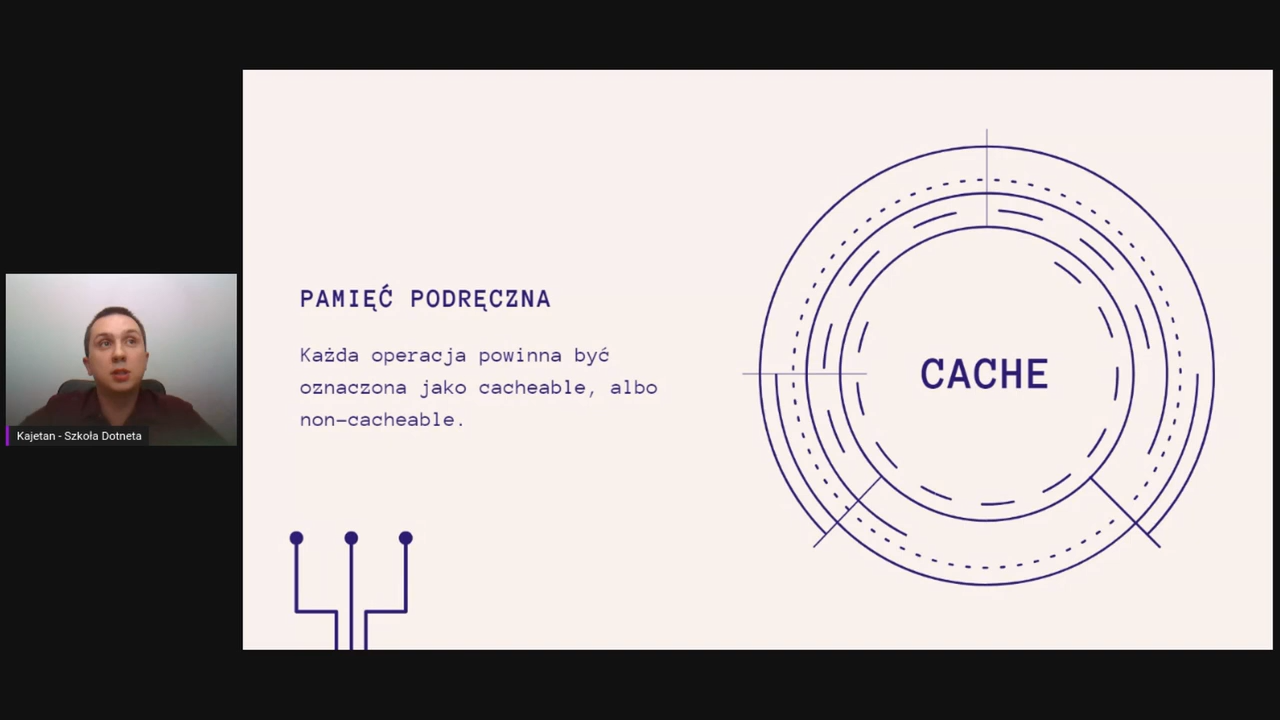 PAMIĘĆ PODRĘCZNA
Każda operacja powinna być
oznaczona jako cacheable, albo
non-cacheable.
CACHE
Kajetan - Szkoła Dotneta